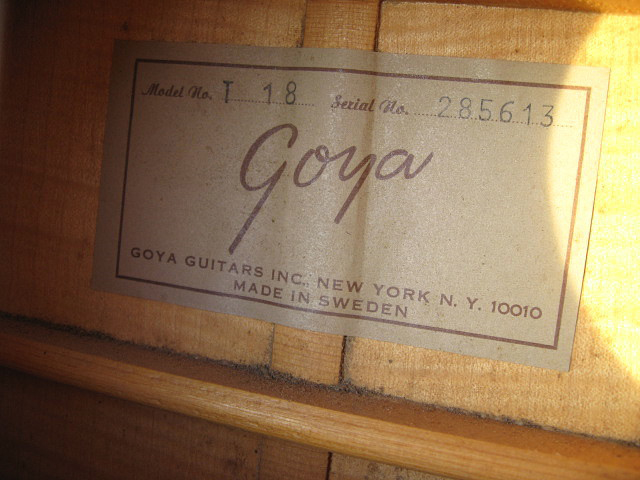 Model No. T 18 Serial No. 285613
Goya
GOYA GUITARS INC., NEW YORK N. Y. 10010
MADE IN SWEDEN